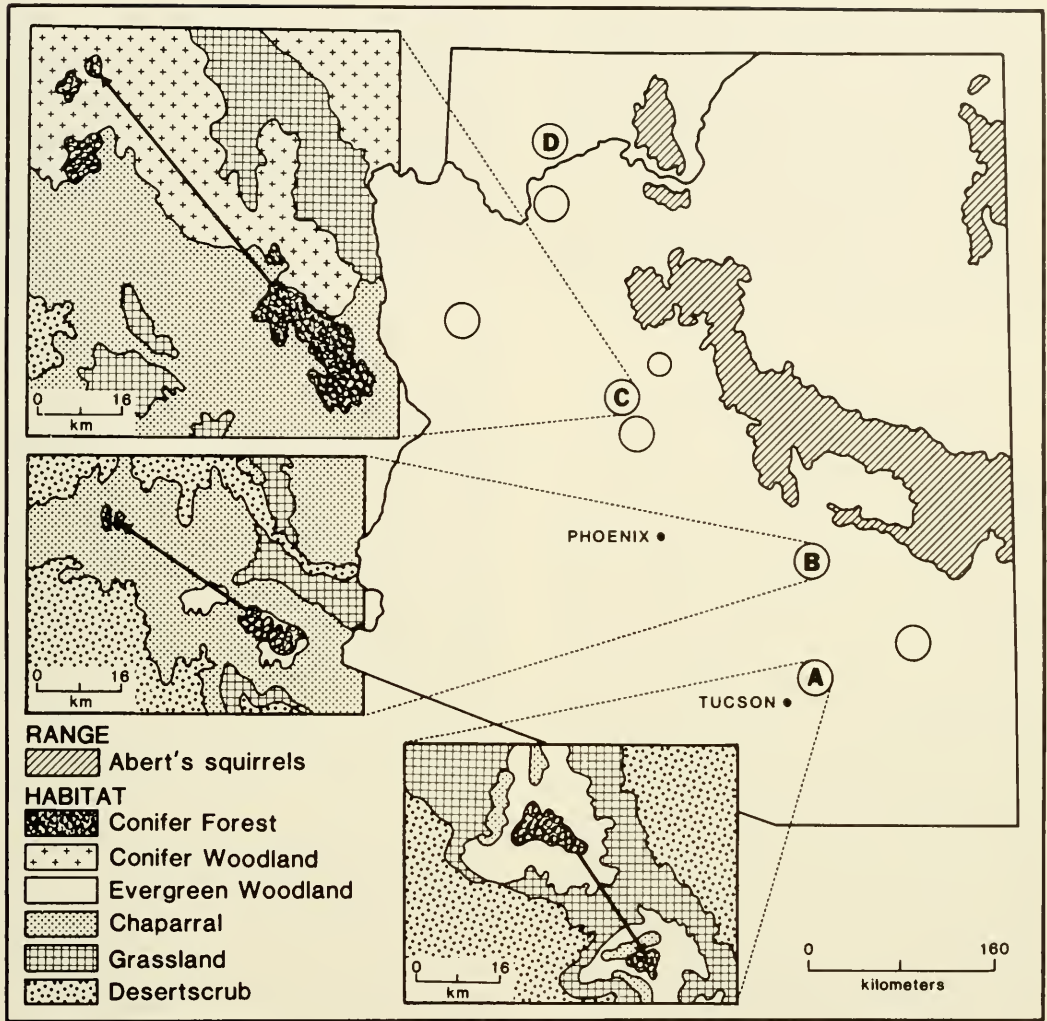 D
C
PHOENIX
B
A
TUCSON
0 16
km
0 16
km
RANGE
Abert's squirrels
HABITAT
Conifer Forest
Conifer Woodland
Evergreen Woodland
Chaparral
Grassland
Desertscrub
0 16
km
0 160
kilometers